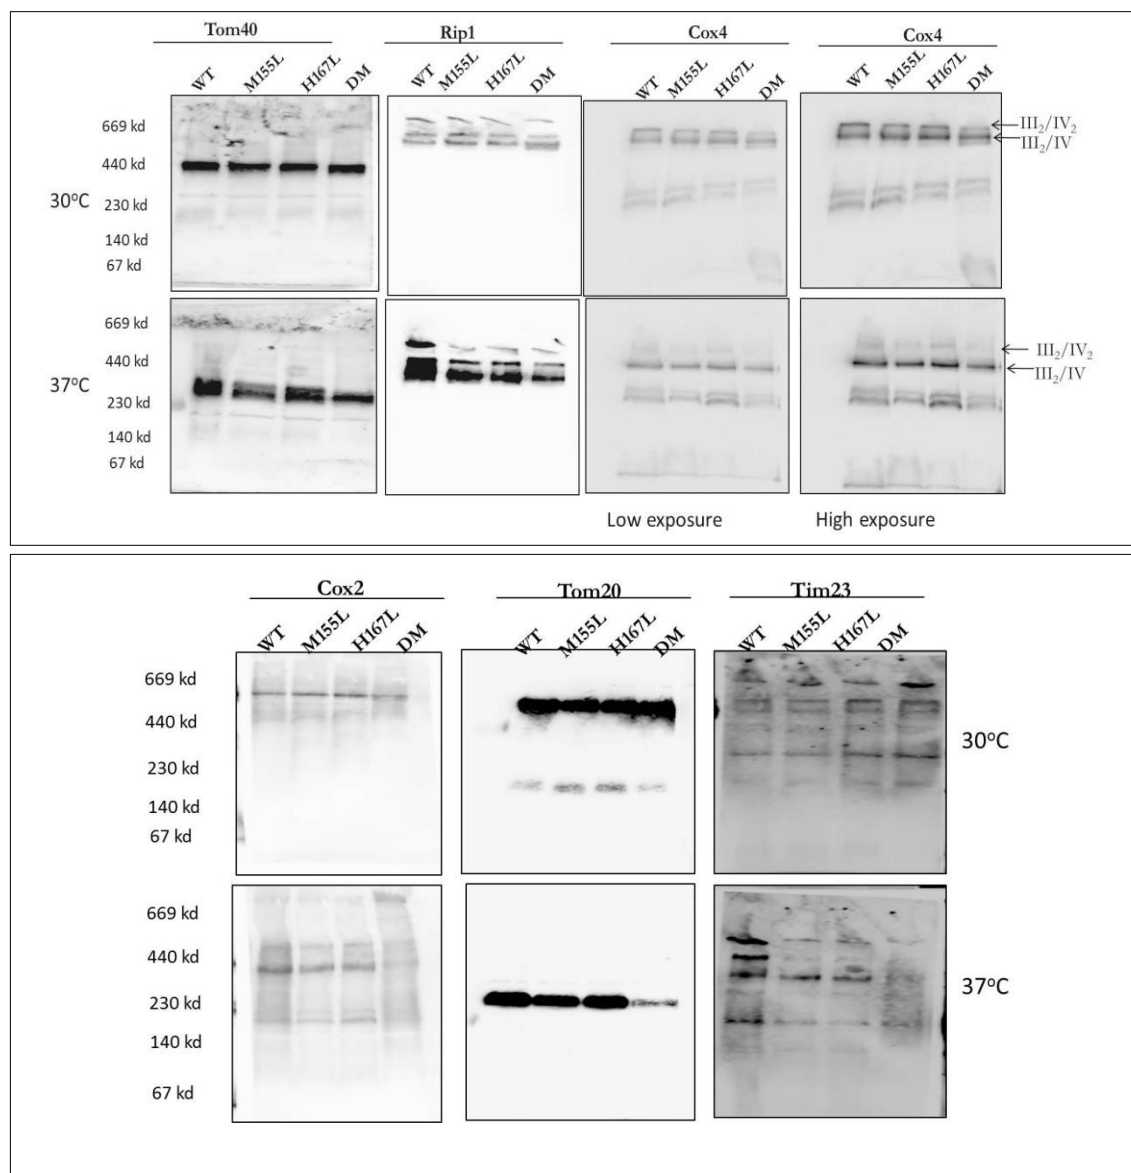 Tom40 Rip1 Cox4 Cox4
WT M155L H167L DM WT M155L H167L DM WT M155L H167L DM WT M155L H167L DM
669 kd
440 kd
230 kd
140 kd
67 kd
30°C
III₂/IV₂
III₂/IV
669 kd
440 kd
230 kd
140 kd
67 kd
37°C
III₂/IV₂
III₂/IV
Low exposure High exposure
Cox2 Tom20 Tim23
WT M155L H167L DM WT M155L H167L DM WT M155L H167L DM
669 kd
440 kd
230 kd
140 kd
67 kd
30°C
669 kd
440 kd
230 kd
140 kd
67 kd
37°C